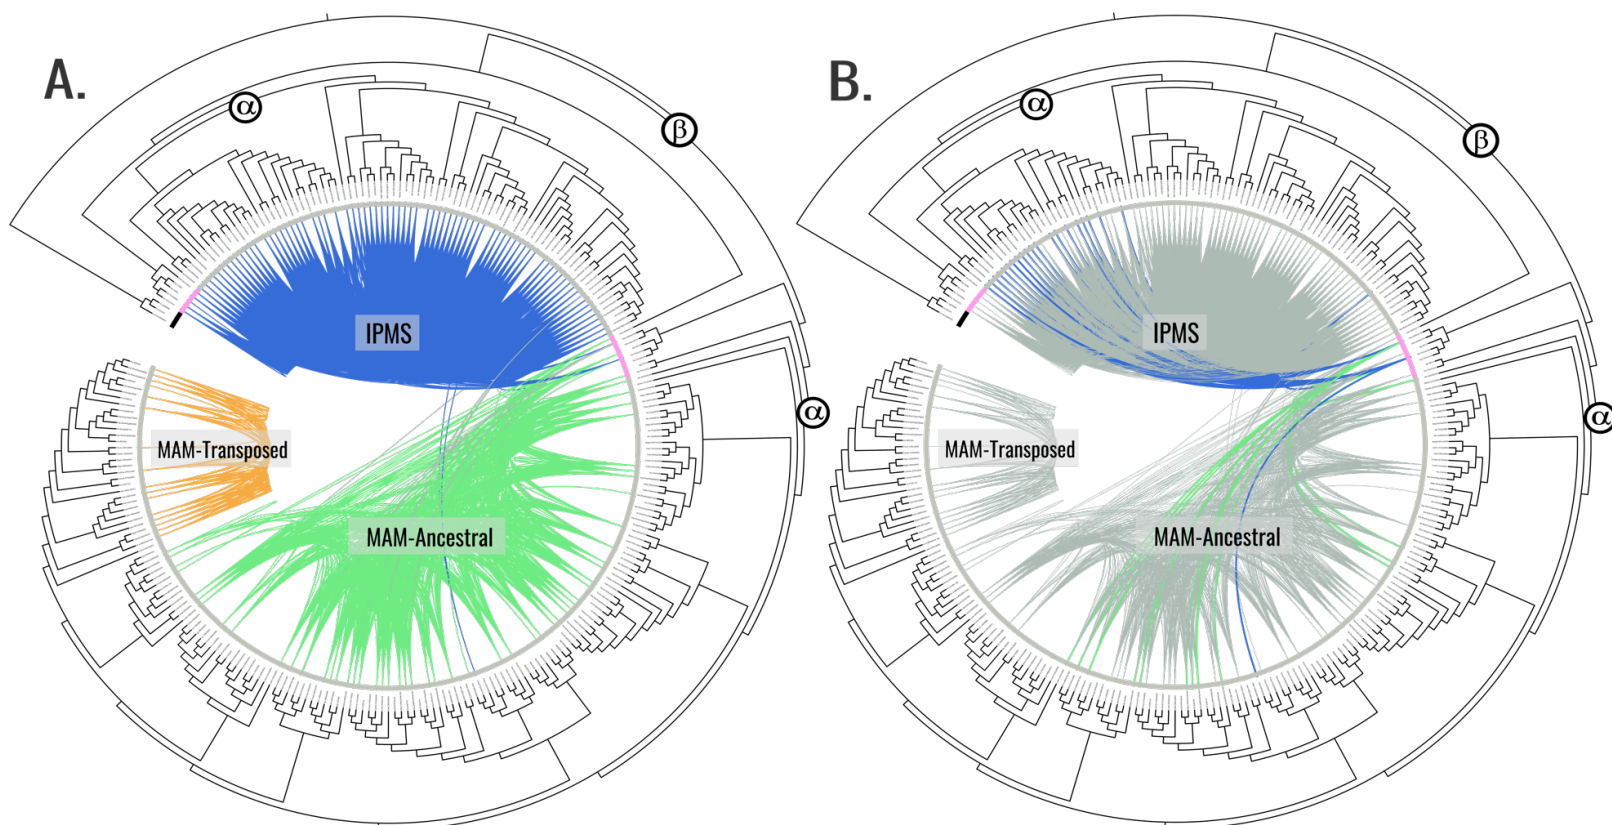 A.
α
β
IPMS
α
MAM-Transposed
MAM-Ancestral
B.
α
β
IPMS
α
MAM-Transposed
MAM-Ancestral